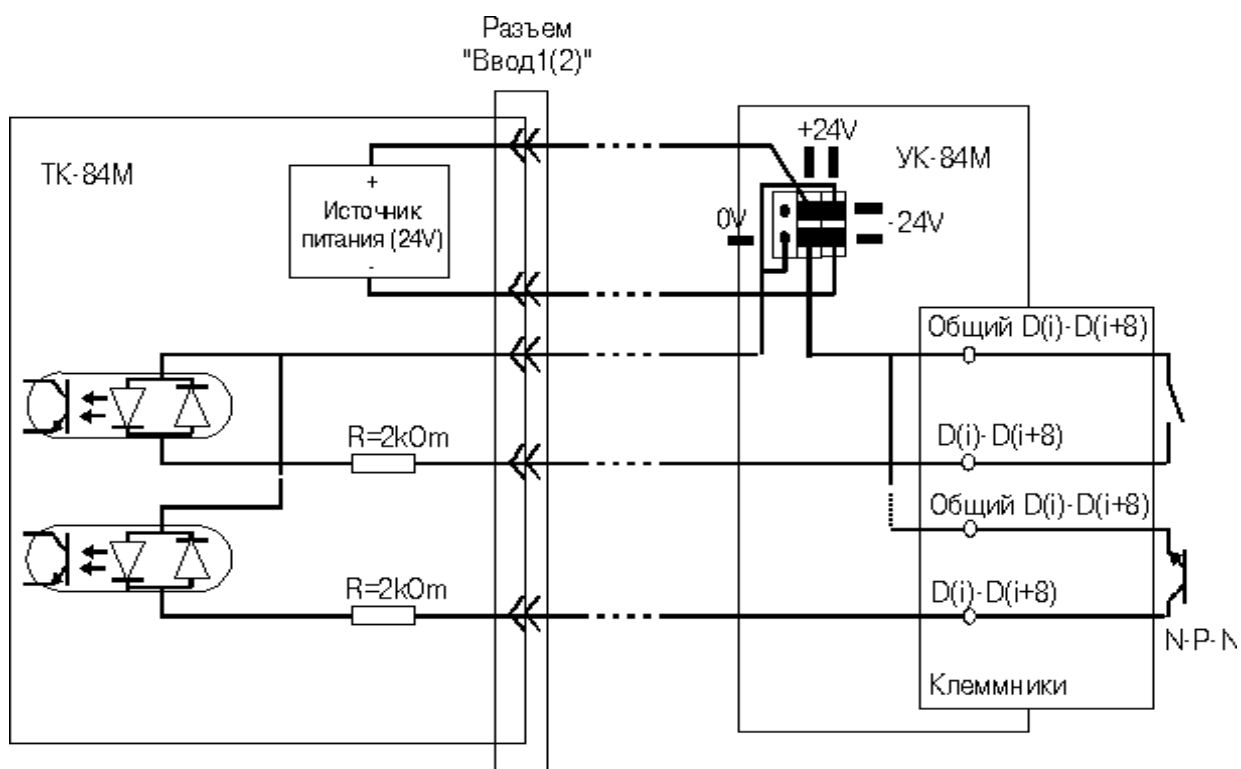 Разъем
"Ввод1(2)"
ТК-84М
+
Источник
питания (24V)
-
+24V
УК-84М
0V
-24V
Общий D(i)-D(i+8)
R=2kOm
D(i)-D(i+8)
Общий D(i)-D(i+8)
R=2kOm
D(i)-D(i+8)
N-P-N
Клеммники